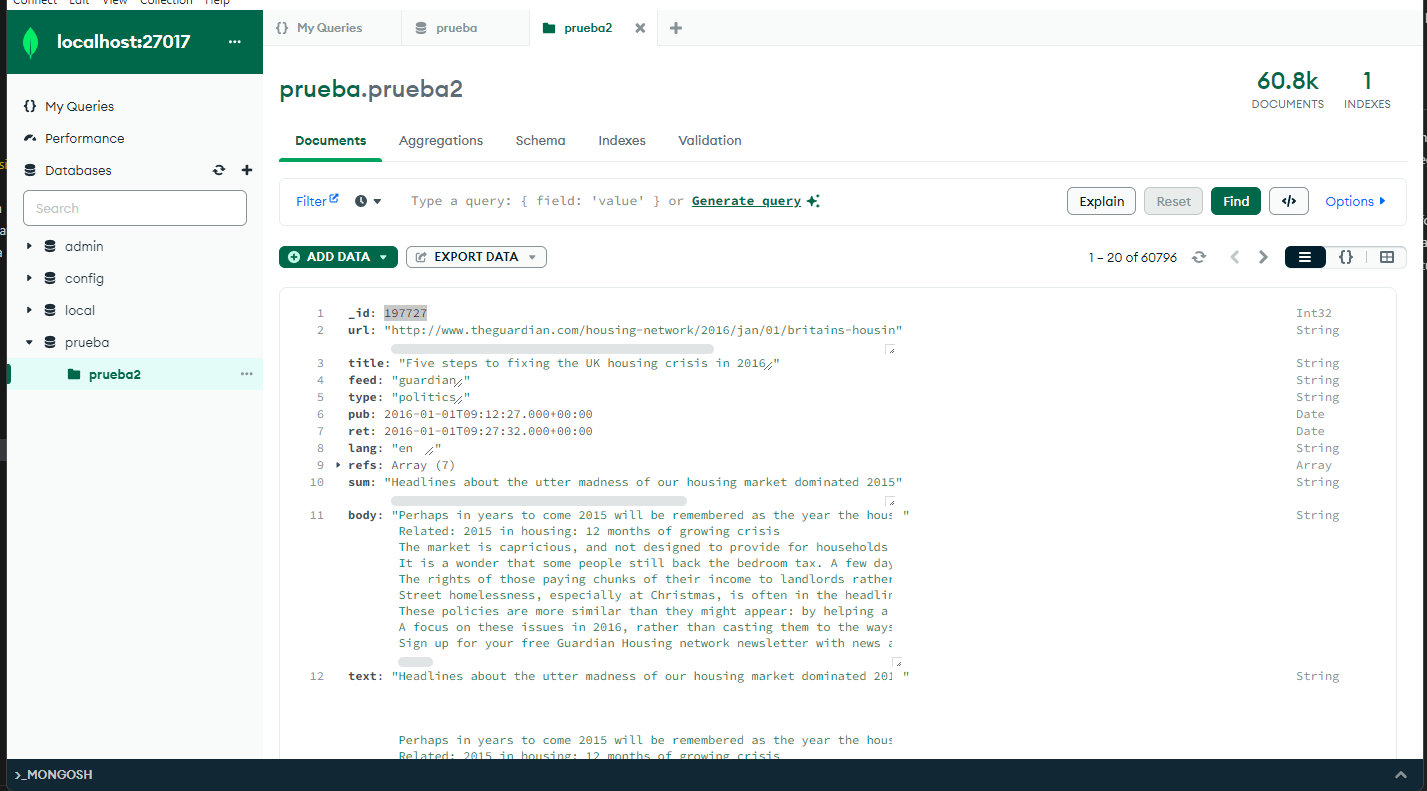 Connect Edit View Collection Help
localhost:27017 ...
{} My Queries
prueba
prueba2
My Queries
Performance
Databases
Search
admin
config
local
prueba
prueba2 ...
prueba.prueba2
60.8k
DOCUMENTS
1
INDEXES
Documents Aggregations Schema Indexes Validation
Filter Type a query: { field: 'value' } or Generate query Explain Reset Find </> Options
ADD DATA EXPORT DATA 1 – 20 of 60796 {}
1 _id: 197727 Int32
2 url: "http://www.theguardian.com/housing-network/2016/jan/01/britains-housin" String
3 title: "Five steps to fixing the UK housing crisis in 2016" String
4 feed: "guardian" String
5 type: "politics" String
6 pub: 2016-01-01T09:12:27.000+00:00 Date
7 ret: 2016-01-01T09:27:32.000+00:00 Date
8 lang: "en" String
9 refs: Array (7) Array
10 sum: "Headlines about the utter madness of our housing market dominated 2015" String
11 body: "Perhaps in years to come 2015 will be remembered as the year the hous" String
Related: 2015 in housing: 12 months of growing crisis
The market is capricious, and not designed to provide for households
It is a wonder that some people still back the bedroom tax. A few day
The rights of those paying chunks of their income to landlords rather
Street homelessness, especially at Christmas, is often in the headlin
These policies are more similar than they might appear: by helping a
A focus on these issues in 2016, rather than casting them to the ways
Sign up for your free Guardian Housing network newsletter with news a
12 text: "Headlines about the utter madness of our housing market dominated 201" String
Perhaps in years to come 2015 will be remembered as the year the hous
Related: 2015 in housing: 12 months of growing crisis
>_MONGOSH